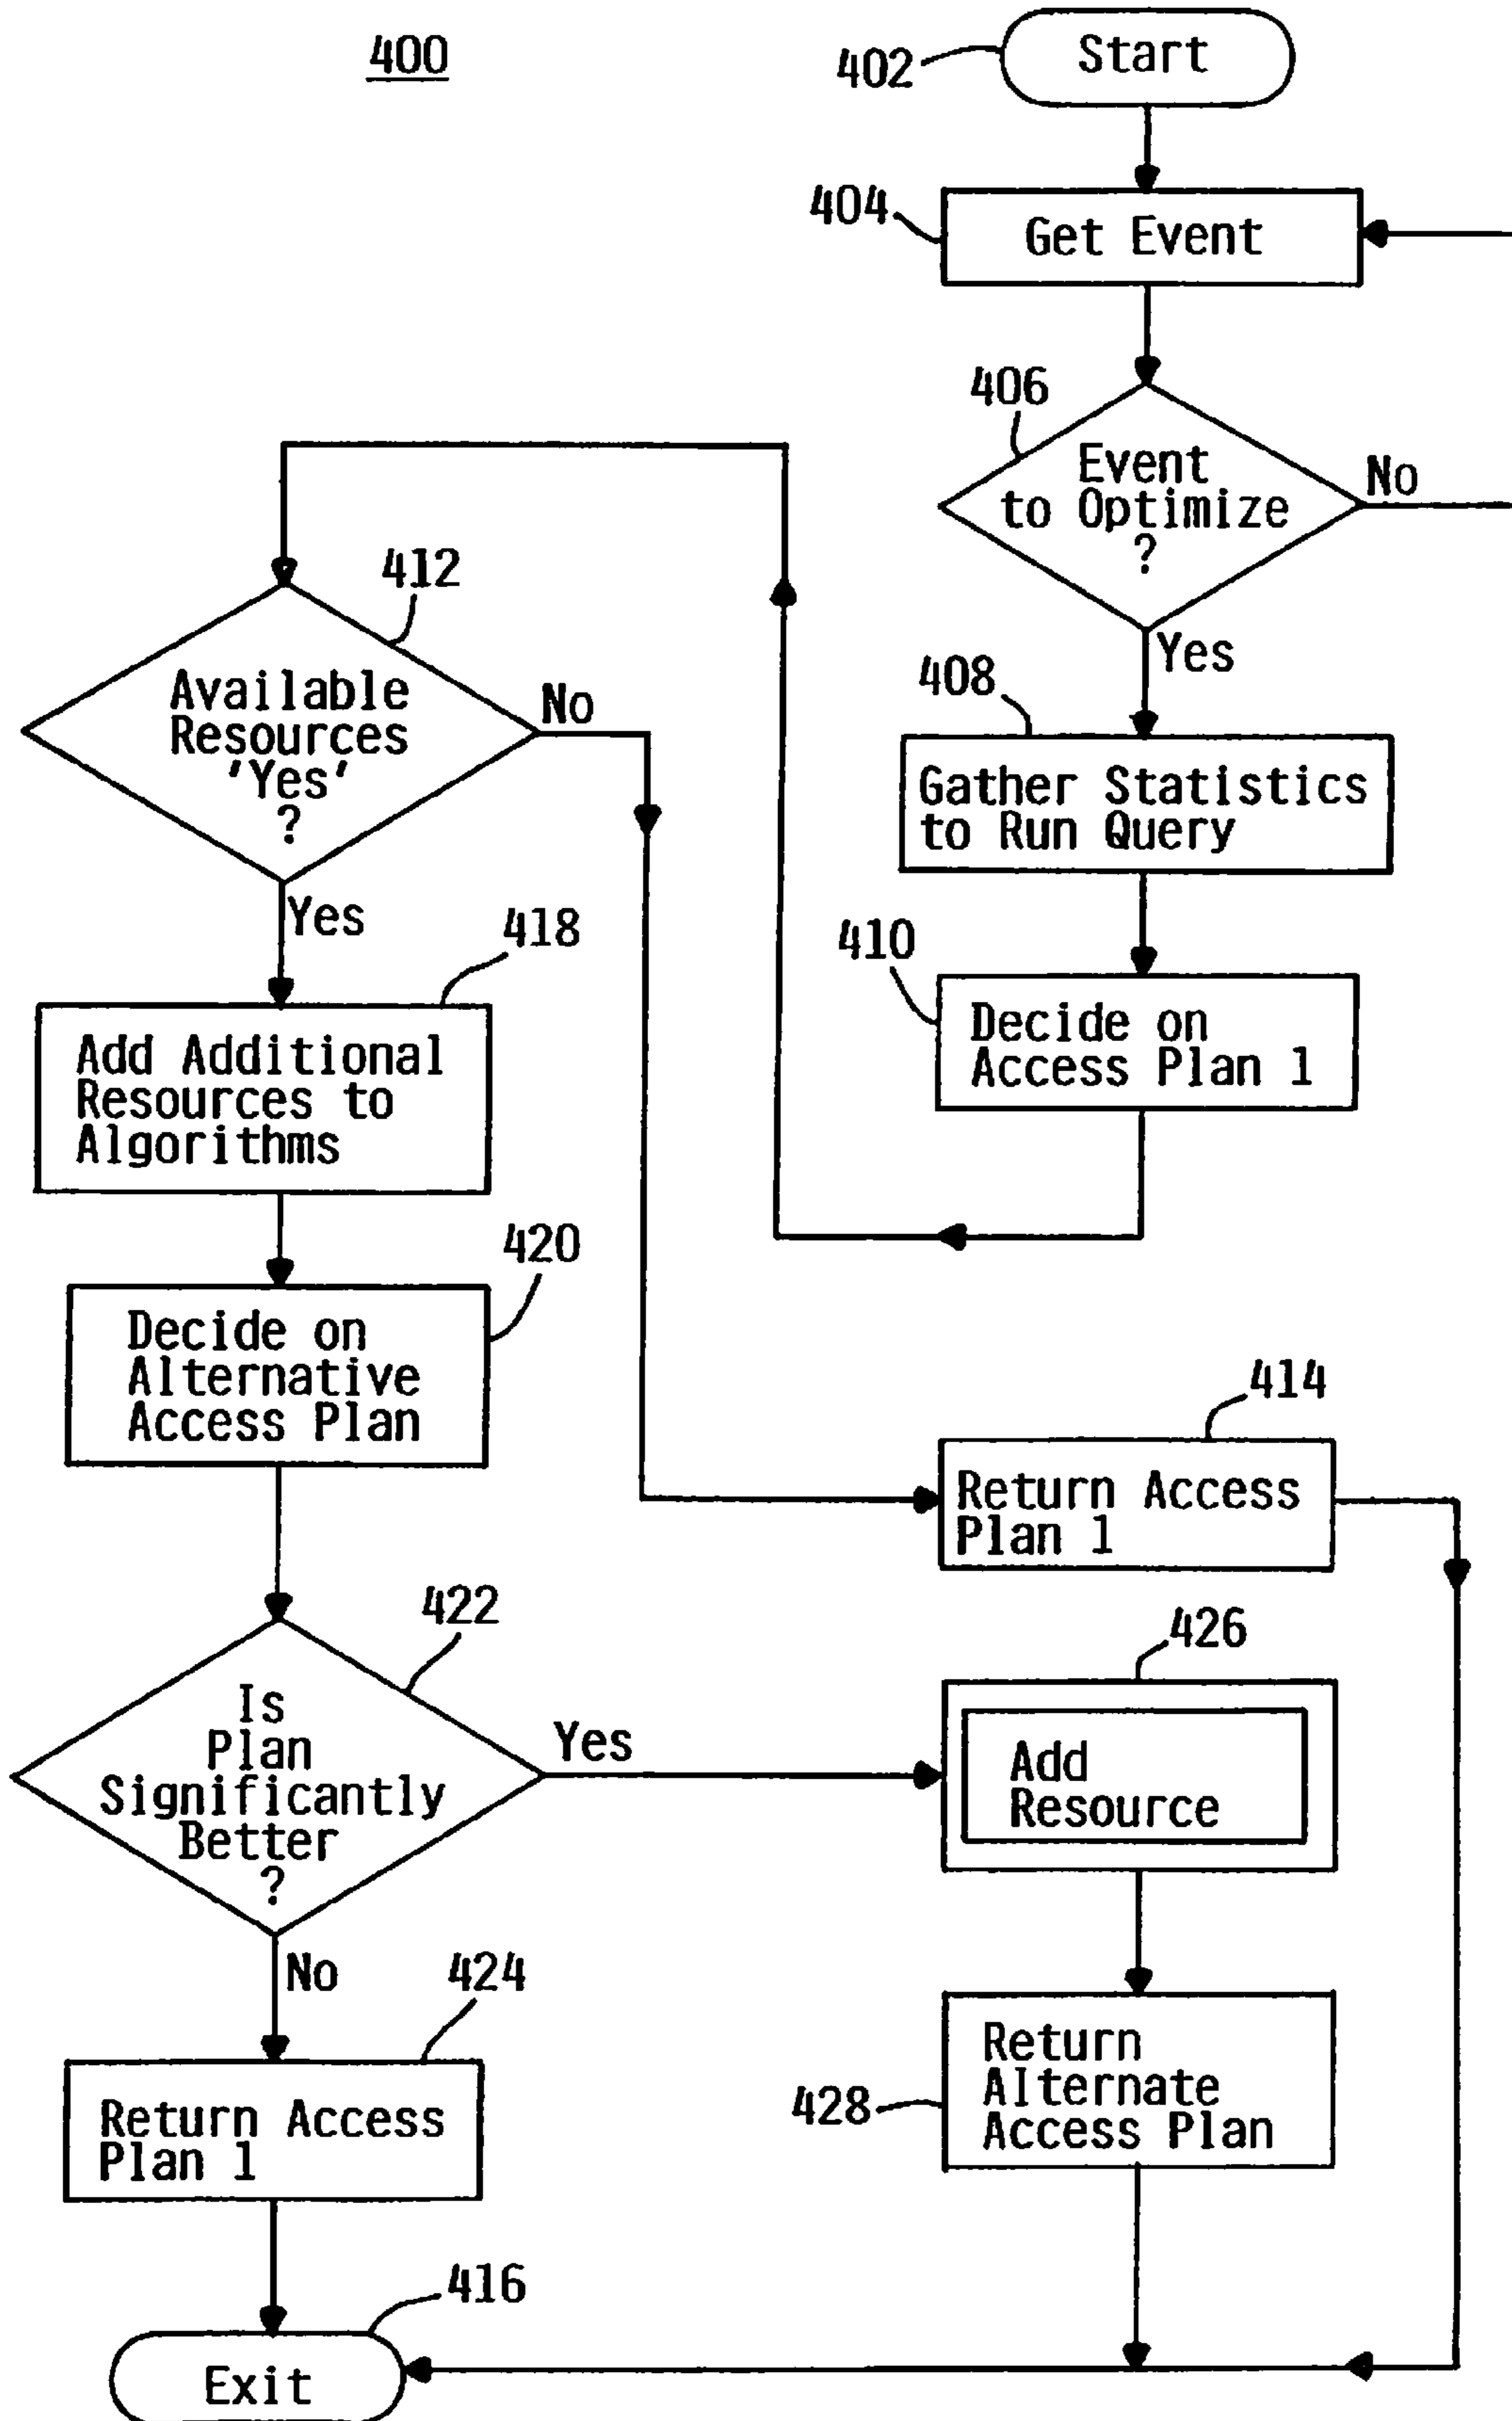 400
402
Start
404
Get Event
406
Event
to Optimize
?
No
Yes
408
Gather Statistics
to Run Query
410
Decide on
Access Plan 1
412
Available
Resources
'Yes'
?
No
Yes
418
Add Additional
Resources to
Algorithms
420
Decide on
Alternative
Access Plan
414
Return Access
Plan 1
422
Is
Plan
Significantly
Better
?
Yes
No
426
Add
Resource
424
Return Access
Plan 1
428
Return
Alternate
Access Plan
416
Exit